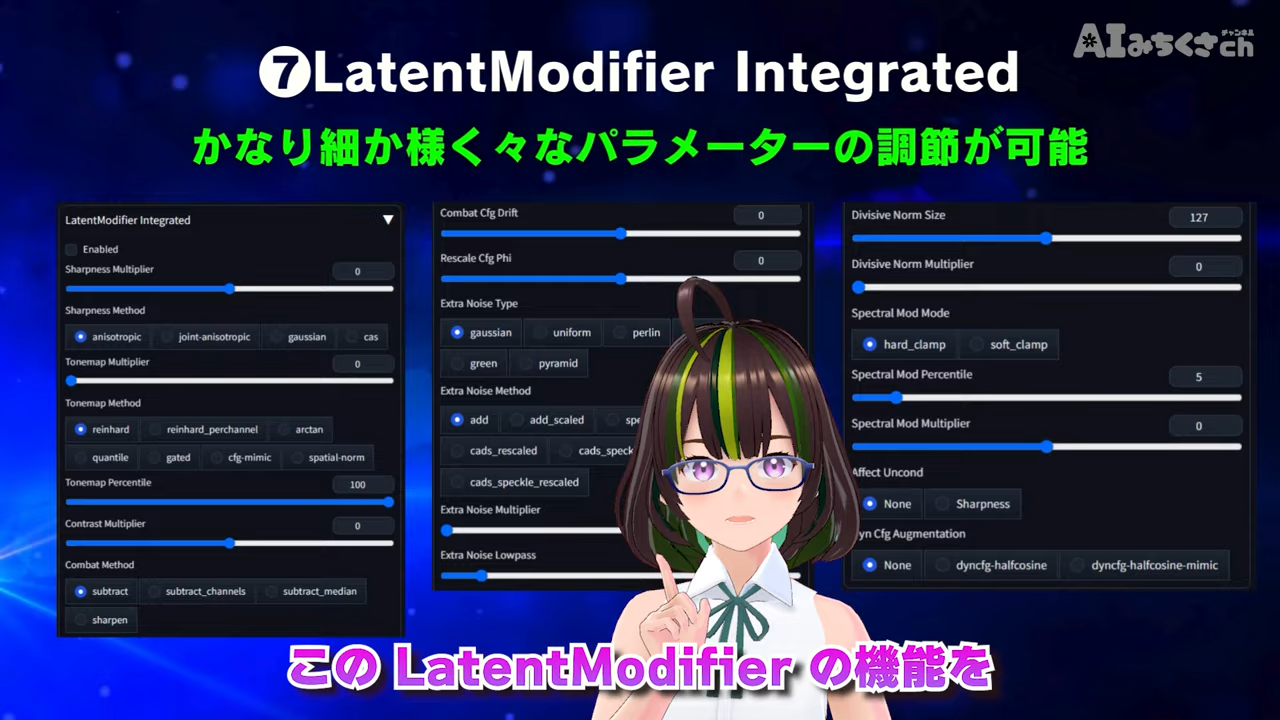 AIみちくさch
チャンネル
❼LatentModifier Integrated
かなり細か様く々なパラメーターの調節が可能
LatentModifier Integrated ▼
Enabled
Sharpness Multiplier 0
Sharpness Method
anisotropic joint-anisotropic gaussian cas
Tonemap Multiplier 0
Tonemap Method
reinhard reinhard_perchannel arctan
quantile gated cfg-mimic spatial-norm
Tonemap Percentile 100
Contrast Multiplier 0
Combat Method
subtract subtract_channels subtract_median
sharpen
Combat Cfg Drift 0
Rescale Cfg Phi 0
Extra Noise Type
gaussian uniform perlin
green pyramid
Extra Noise Method
add add_scaled spe
cads_rescaled cads_speck
cads_speckle_rescaled
Extra Noise Multiplier
Extra Noise Lowpass
Divisive Norm Size 127
Divisive Norm Multiplier 0
Spectral Mod Mode
hard_clamp soft_clamp
Spectral Mod Percentile 5
Spectral Mod Multiplier 0
Affect Uncond
None Sharpness
yn Cfg Augmentation
None dyncfg-halfcosine dyncfg-halfcosine-mimic
この LatentModifier の機能を